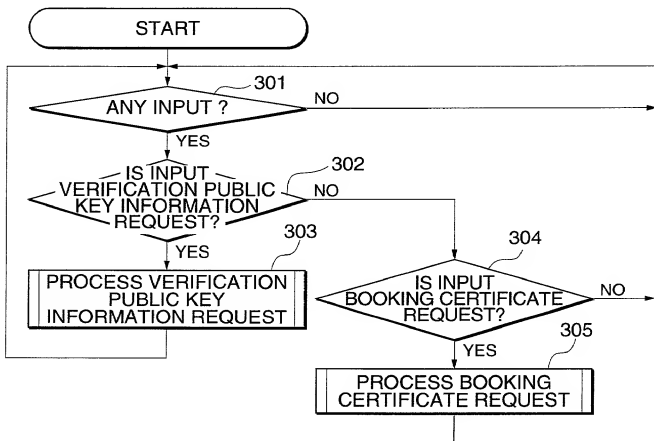 START
301
ANY INPUT ?
NO
YES
302
IS INPUT
VERIFICATION PUBLIC
KEY INFORMATION
REQUEST?
NO
YES
303
PROCESS VERIFICATION
PUBLIC KEY
INFORMATION REQUEST
304
IS INPUT
BOOKING CERTIFICATE
REQUEST?
NO
YES
305
PROCESS BOOKING
CERTIFICATE REQUEST